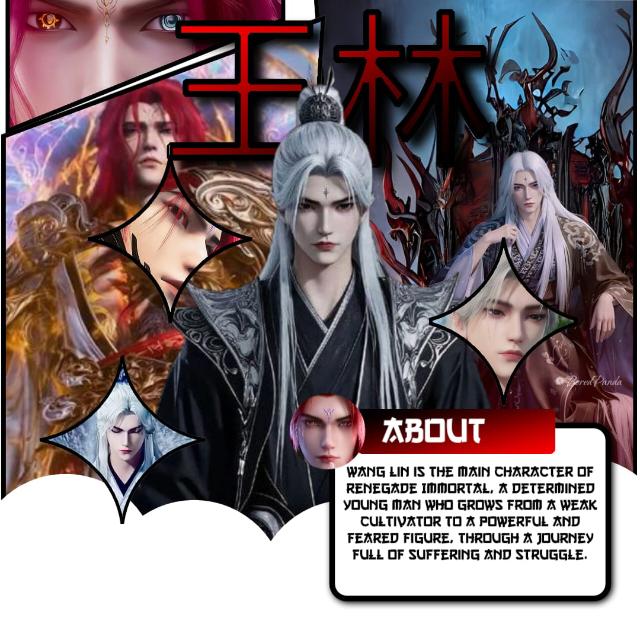 王林
BoredPanda
ABOUT
WANG LIN IS THE MAIN CHARACTER OF
RENEGADE IMMORTAL, A DETERMINED
YOUNG MAN WHO GROWS FROM A WEAK
CULTIVATOR TO A POWERFUL AND
FEARED FIGURE, THROUGH A JOURNEY
FULL OF SUFFERING AND STRUGGLE.